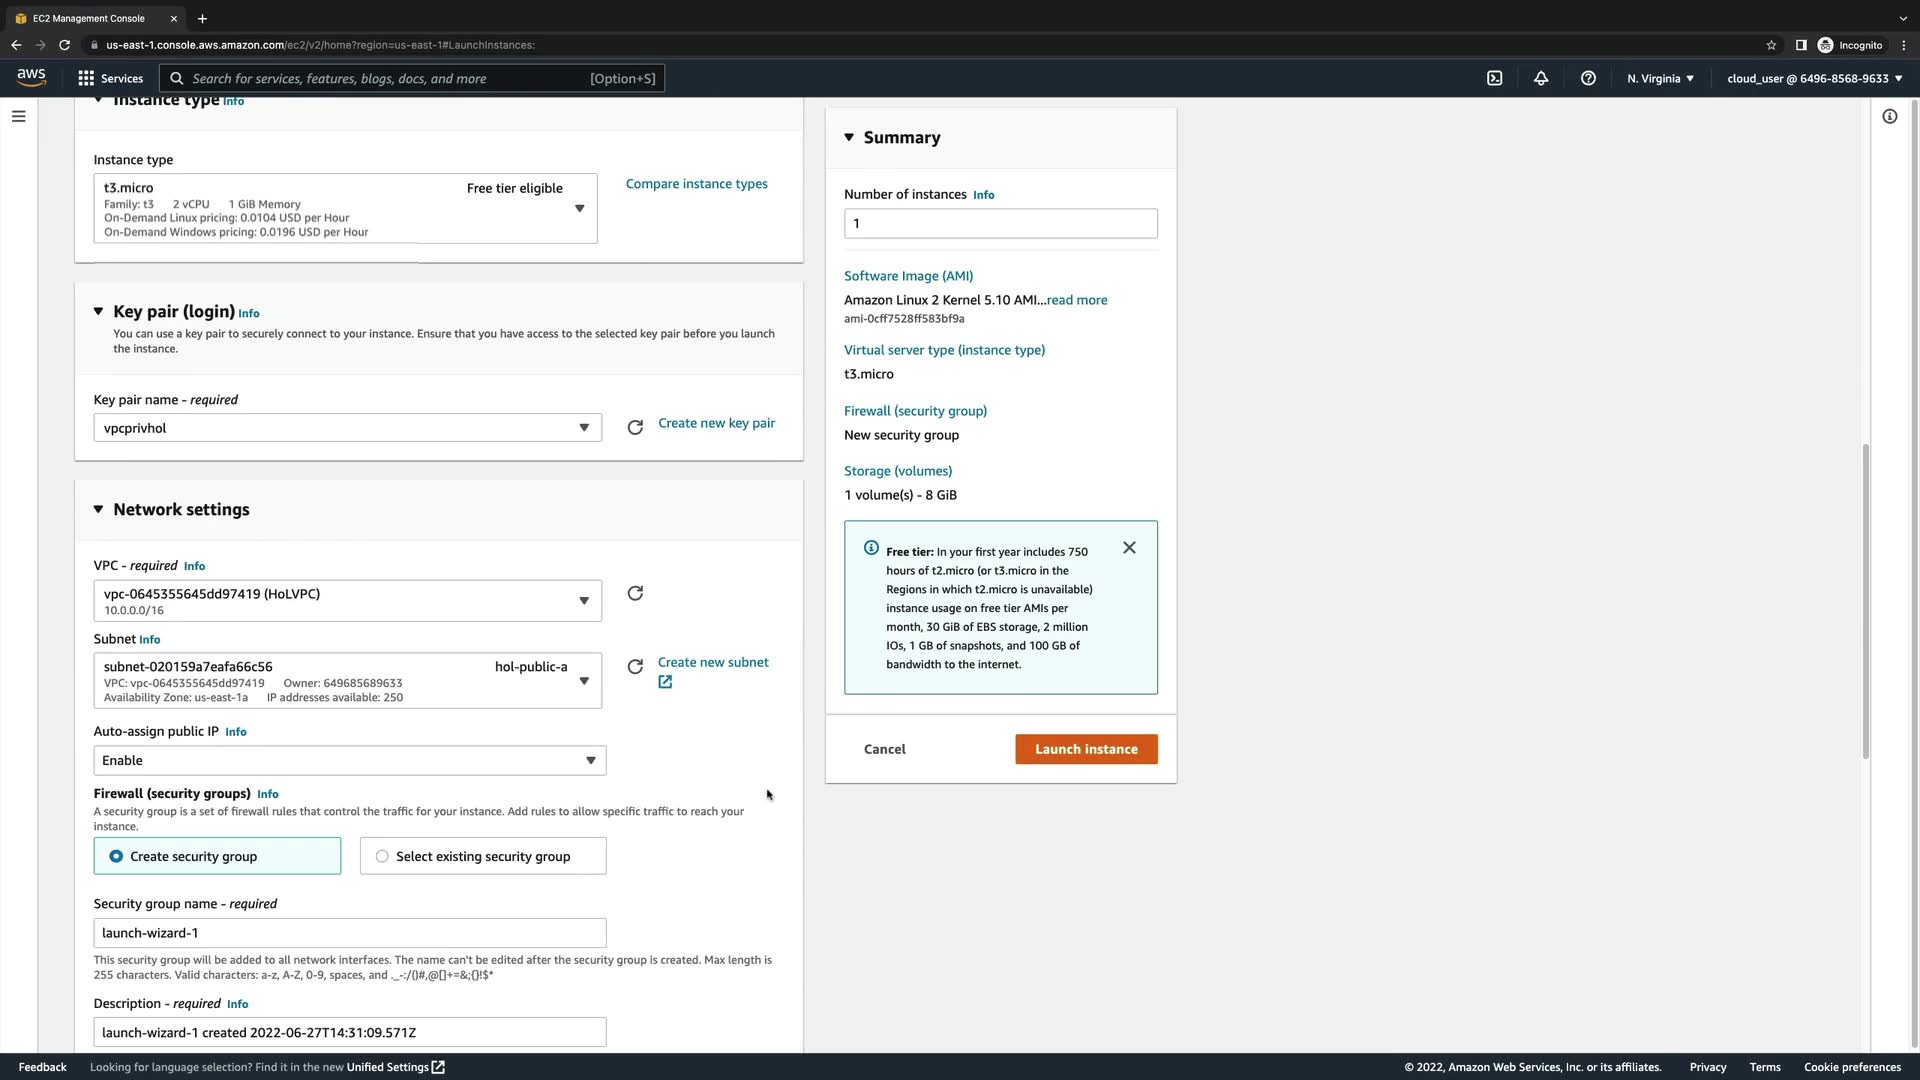 EC2 Management Console
us-east-1.console.aws.amazon.com/ec2/v2/home?region=us-east-1#LaunchInstances:
Incognito
aws
Services
Search for services, features, blogs, docs, and more
[Option+S]
N. Virginia
cloud_user @ 6496-8568-9633
Instance type Info
Instance type
t3.micro
Free tier eligible
Family: t3 2 vCPU 1 GiB Memory
On-Demand Linux pricing: 0.0104 USD per Hour
On-Demand Windows pricing: 0.0196 USD per Hour
Compare instance types
Key pair (login) Info
You can use a key pair to securely connect to your instance. Ensure that you have access to the selected key pair before you launch
the instance.
Key pair name - required
vpcprivhol
Create new key pair
Network settings
VPC - required Info
vpc-0645355645dd97419 (HoLVPC)
10.0.0.0/16
Subnet Info
subnet-020159a7eafa66c56
hol-public-a
VPC: vpc-0645355645dd97419 Owner: 649685689633
Availability Zone: us-east-1a IP addresses available: 250
Create new subnet
Auto-assign public IP Info
Enable
Firewall (security groups) Info
A security group is a set of firewall rules that control the traffic for your instance. Add rules to allow specific traffic to reach your
instance.
Create security group
Select existing security group
Security group name - required
launch-wizard-1
This security group will be added to all network interfaces. The name can't be edited after the security group is created. Max length is
255 characters. Valid characters: a-z, A-Z, 0-9, spaces, and ._-:/()#,@[]+=&;{}!$*
Description - required Info
launch-wizard-1 created 2022-06-27T14:31:09.571Z
Summary
Number of instances Info
1
Software Image (AMI)
Amazon Linux 2 Kernel 5.10 AMI...read more
ami-0cff7528ff583bf9a
Virtual server type (instance type)
t3.micro
Firewall (security group)
New security group
Storage (volumes)
1 volume(s) - 8 GiB
Free tier: In your first year includes 750
hours of t2.micro (or t3.micro in the
Regions in which t2.micro is unavailable)
instance usage on free tier AMIs per
month, 30 GiB of EBS storage, 2 million
IOs, 1 GB of snapshots, and 100 GB of
bandwidth to the internet.
Cancel
Launch instance
Feedback
Looking for language selection? Find it in the new Unified Settings
© 2022, Amazon Web Services, Inc. or its affiliates.
Privacy
Terms
Cookie preferences